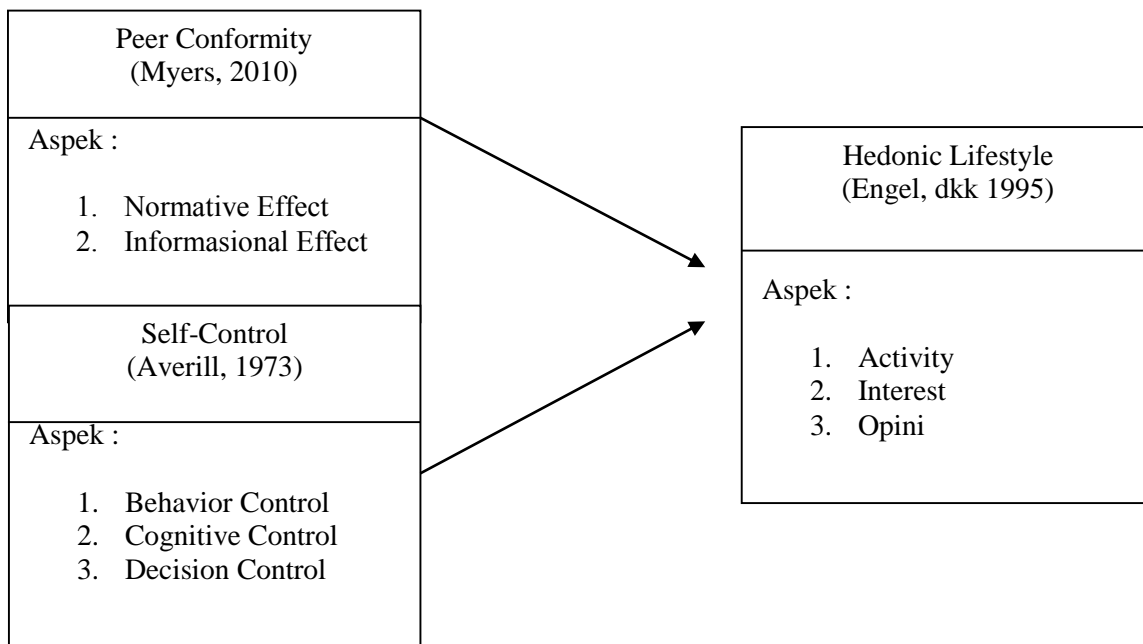 Peer Conformity
(Myers, 2010)
Aspek :
1. Normative Effect
2. Informasional Effect
Self-Control
(Averill, 1973)
Aspek :
1. Behavior Control
2. Cognitive Control
3. Decision Control
Hedonic Lifestyle
(Engel, dkk 1995)
Aspek :
1. Activity
2. Interest
3. Opini